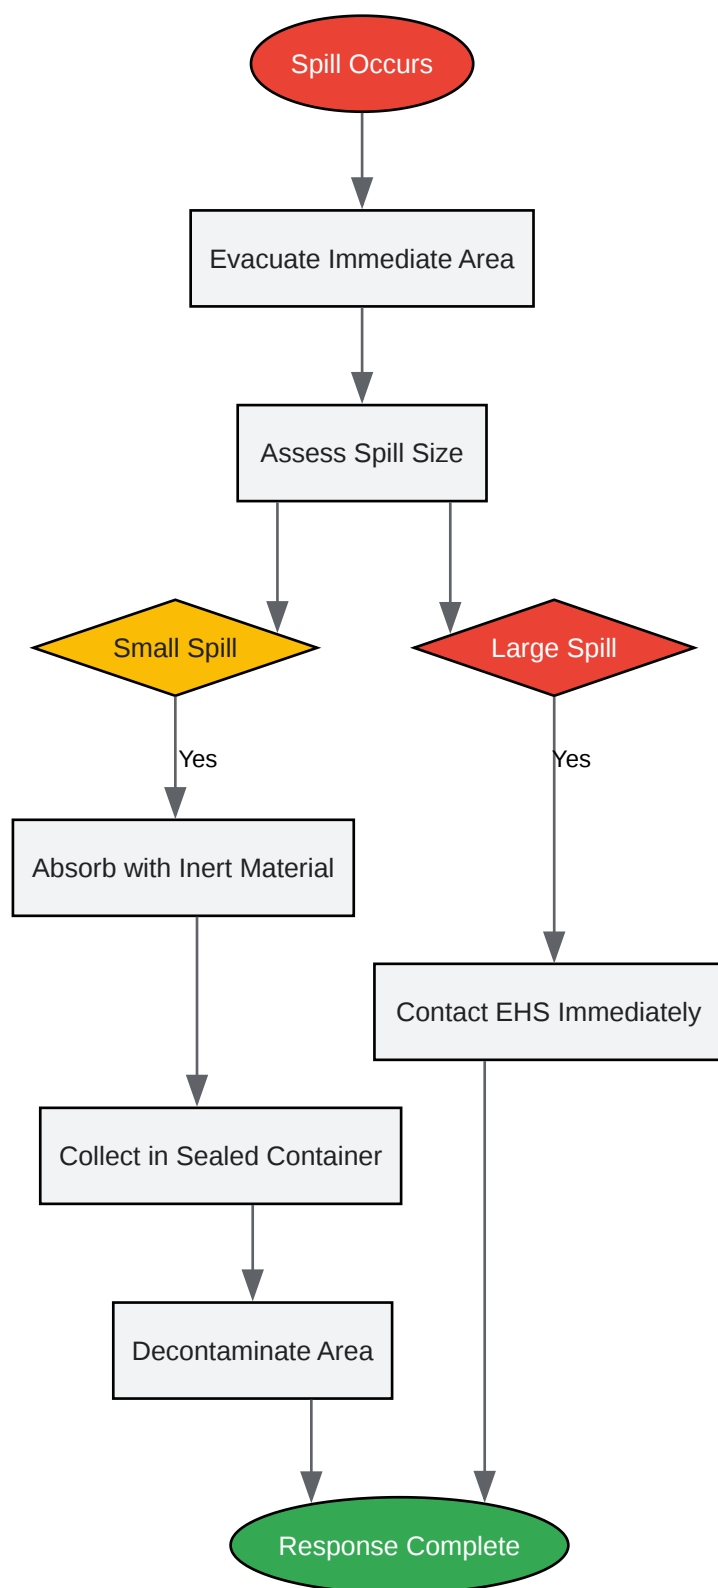 Spill Occurs
Evacuate Immediate Area
Assess Spill Size
Small Spill
Large Spill
Yes
Yes
Absorb with Inert Material
Contact EHS Immediately
Collect in Sealed Container
Decontaminate Area
Response Complete